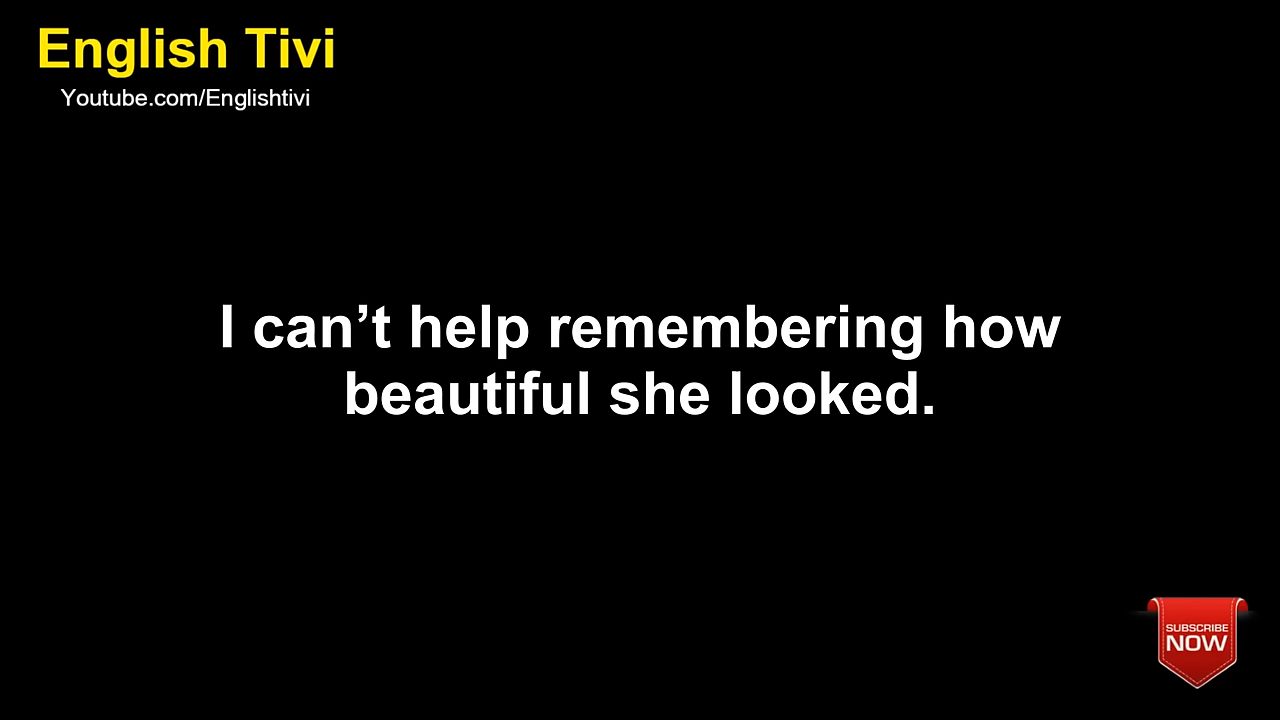 English Tivi
Youtube.com/Englishtivi
I can’t help remembering how
beautiful she looked.
SUBSCRIBE
NOW